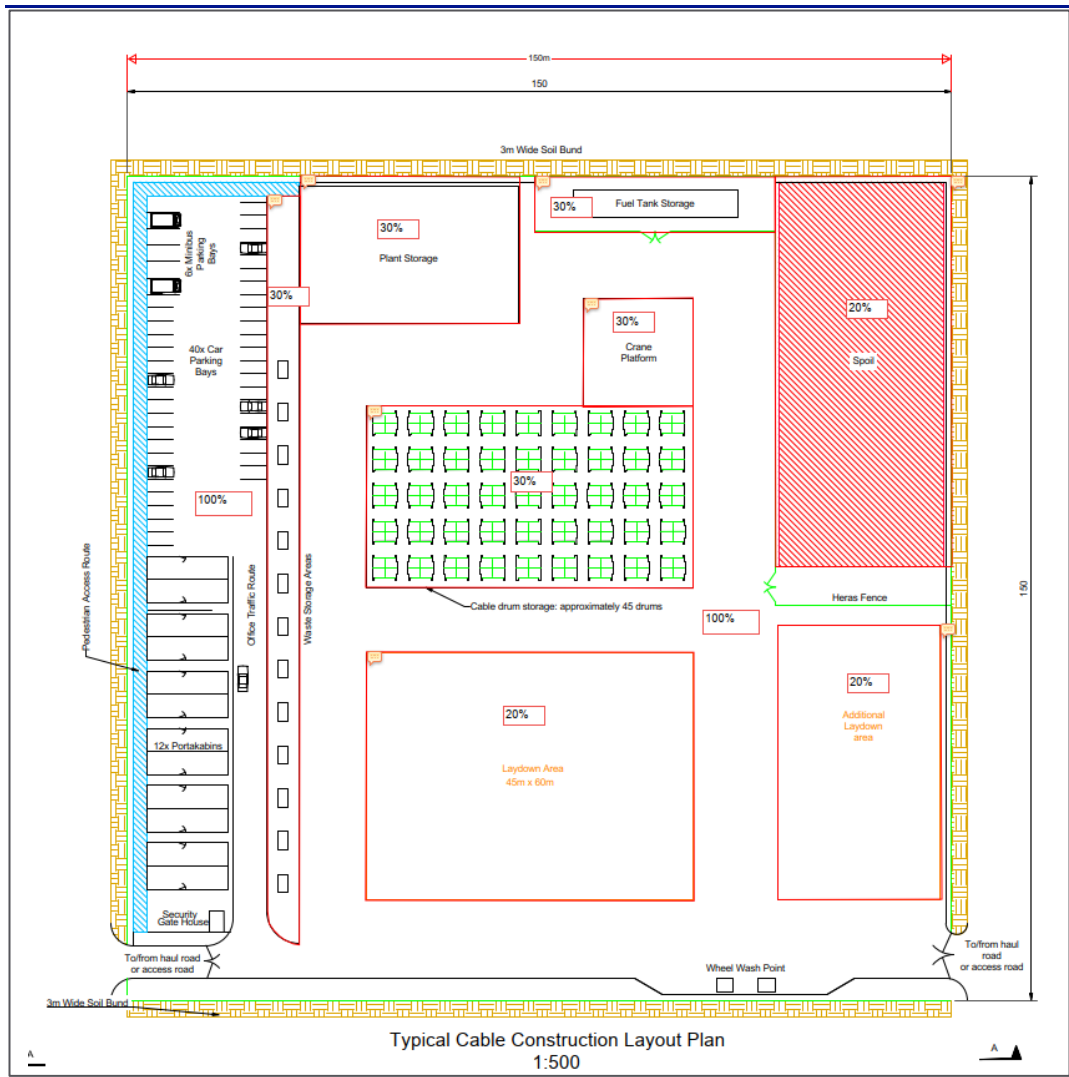 150m
150
3m Wide Soil Bund
30%
Fuel Tank Storage
6x Minibus
Parking
Bays
30%
Plant Storage
30%
30%
Crane
Platform
20%
Spoil
40x Car
Parking
Bays
100%
30%
Pedestrian Access Route
Office Traffic Route
Waste Storage Areas
Cable drum storage: approximately 45 drums
Heras Fence
150
100%
20%
Laydown Area
45m x 60m
20%
Additional
Laydown
area
12x Portakabins
Security
Gate House
To/from haul road
or access road
To/from haul
road
or access road
Wheel Wash Point
3m Wide Soil Bund
Typical Cable Construction Layout Plan
1:500
A
A